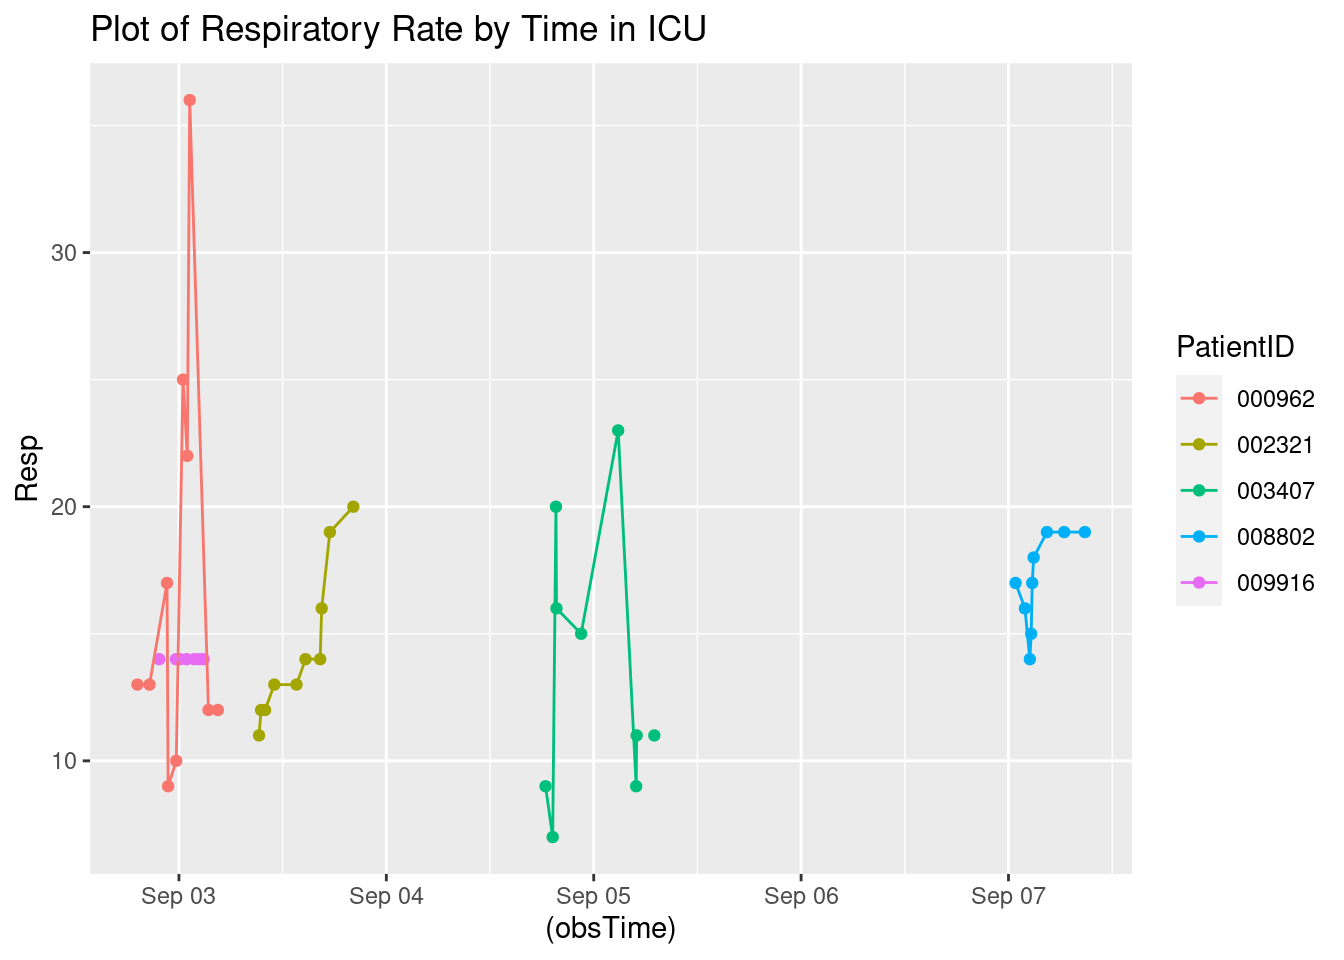 Plot of Respiratory Rate by Time in ICU
30
20
10
Resp
Sep 03 Sep 04 Sep 05 Sep 06 Sep 07
(obsTime)
PatientID
000962
002321
003407
008802
009916